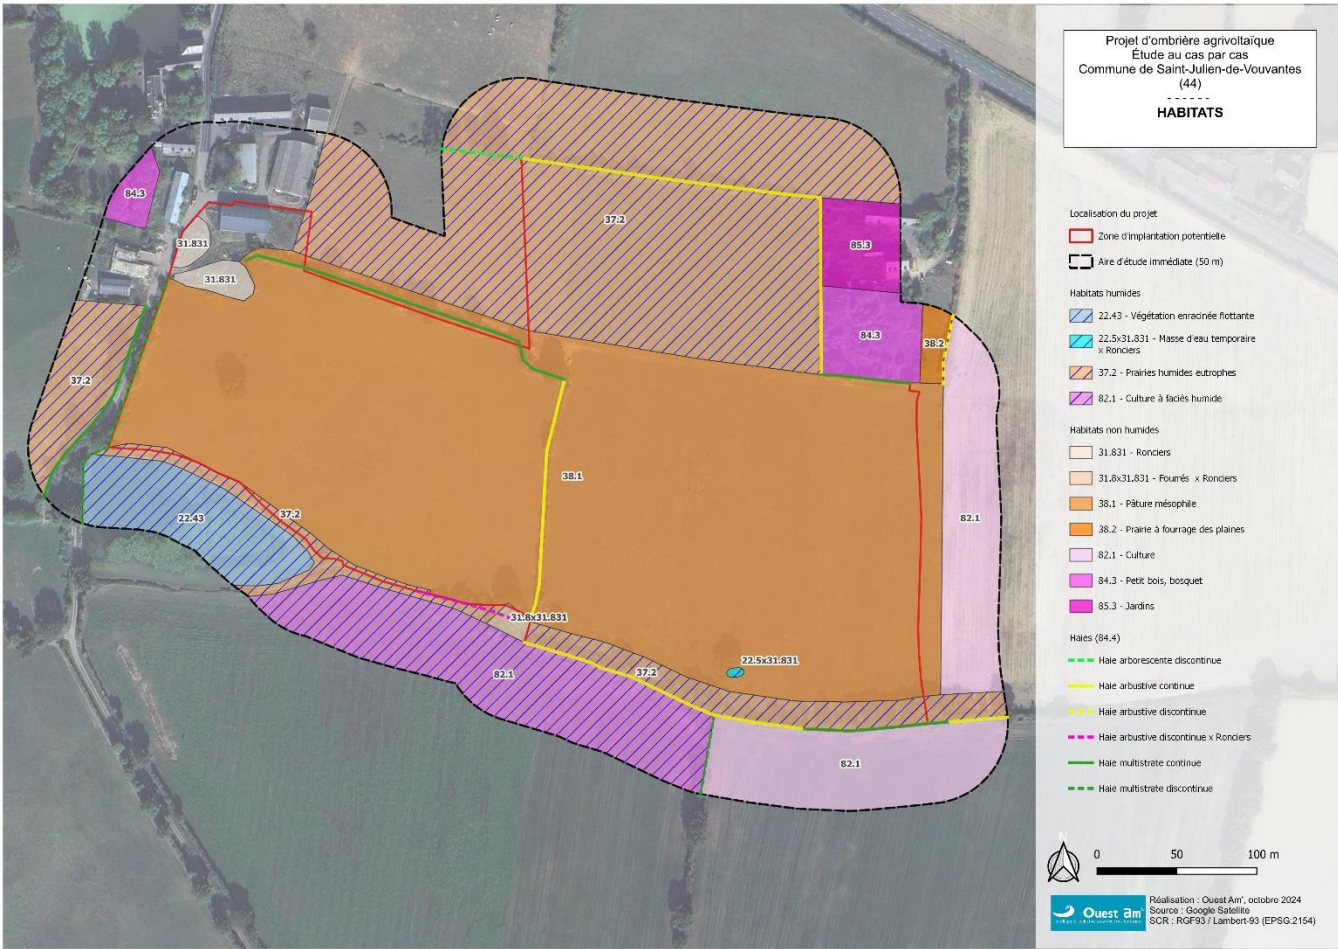 Projet d'ombrière agrivoltaïque
Étude au cas par cas
Commune de Saint-Julien-de-Vouvantes
(44)
------
HABITATS
Localisation du projet
Zone d'implantation potentielle
Aire d'étude immédiate (50 m)
Habitats humides
22.43 - Végétation enracinée flottante
22.5x31.831 - Masse d'eau temporaire
x Ronciers
37.2 - Prairies humides eutrophes
82.1 - Culture à faciès humide
Habitats non humides
31.831 - Ronciers
31.8x31.831 - Fourrés x Ronciers
38.1 - Pâture mésophile
38.2 - Prairie à fourrage des plaines
82.1 - Culture
84.3 - Petit bois, bosquet
85.3 - Jardins
Haies (84.4)
Haie arborescente discontinue
Haie arbustive continue
Haie arbustive discontinue
Haie arbustive discontinue x Ronciers
Haie multistrate continue
Haie multistrate discontinue
N
0 50 100 m
Ouest am'
Réalisation : Ouest Am', octobre 2024
Source : Google Satellite
SCR : RGF93 / Lambert-93 (EPSG:2154)
84.3
31.831
31.831
37.2
85.3
84.3
38.2
37.2
38.1
37.2
22.43
82.1
31.8x31.831
22.5x31.831
37.2
82.1
82.1